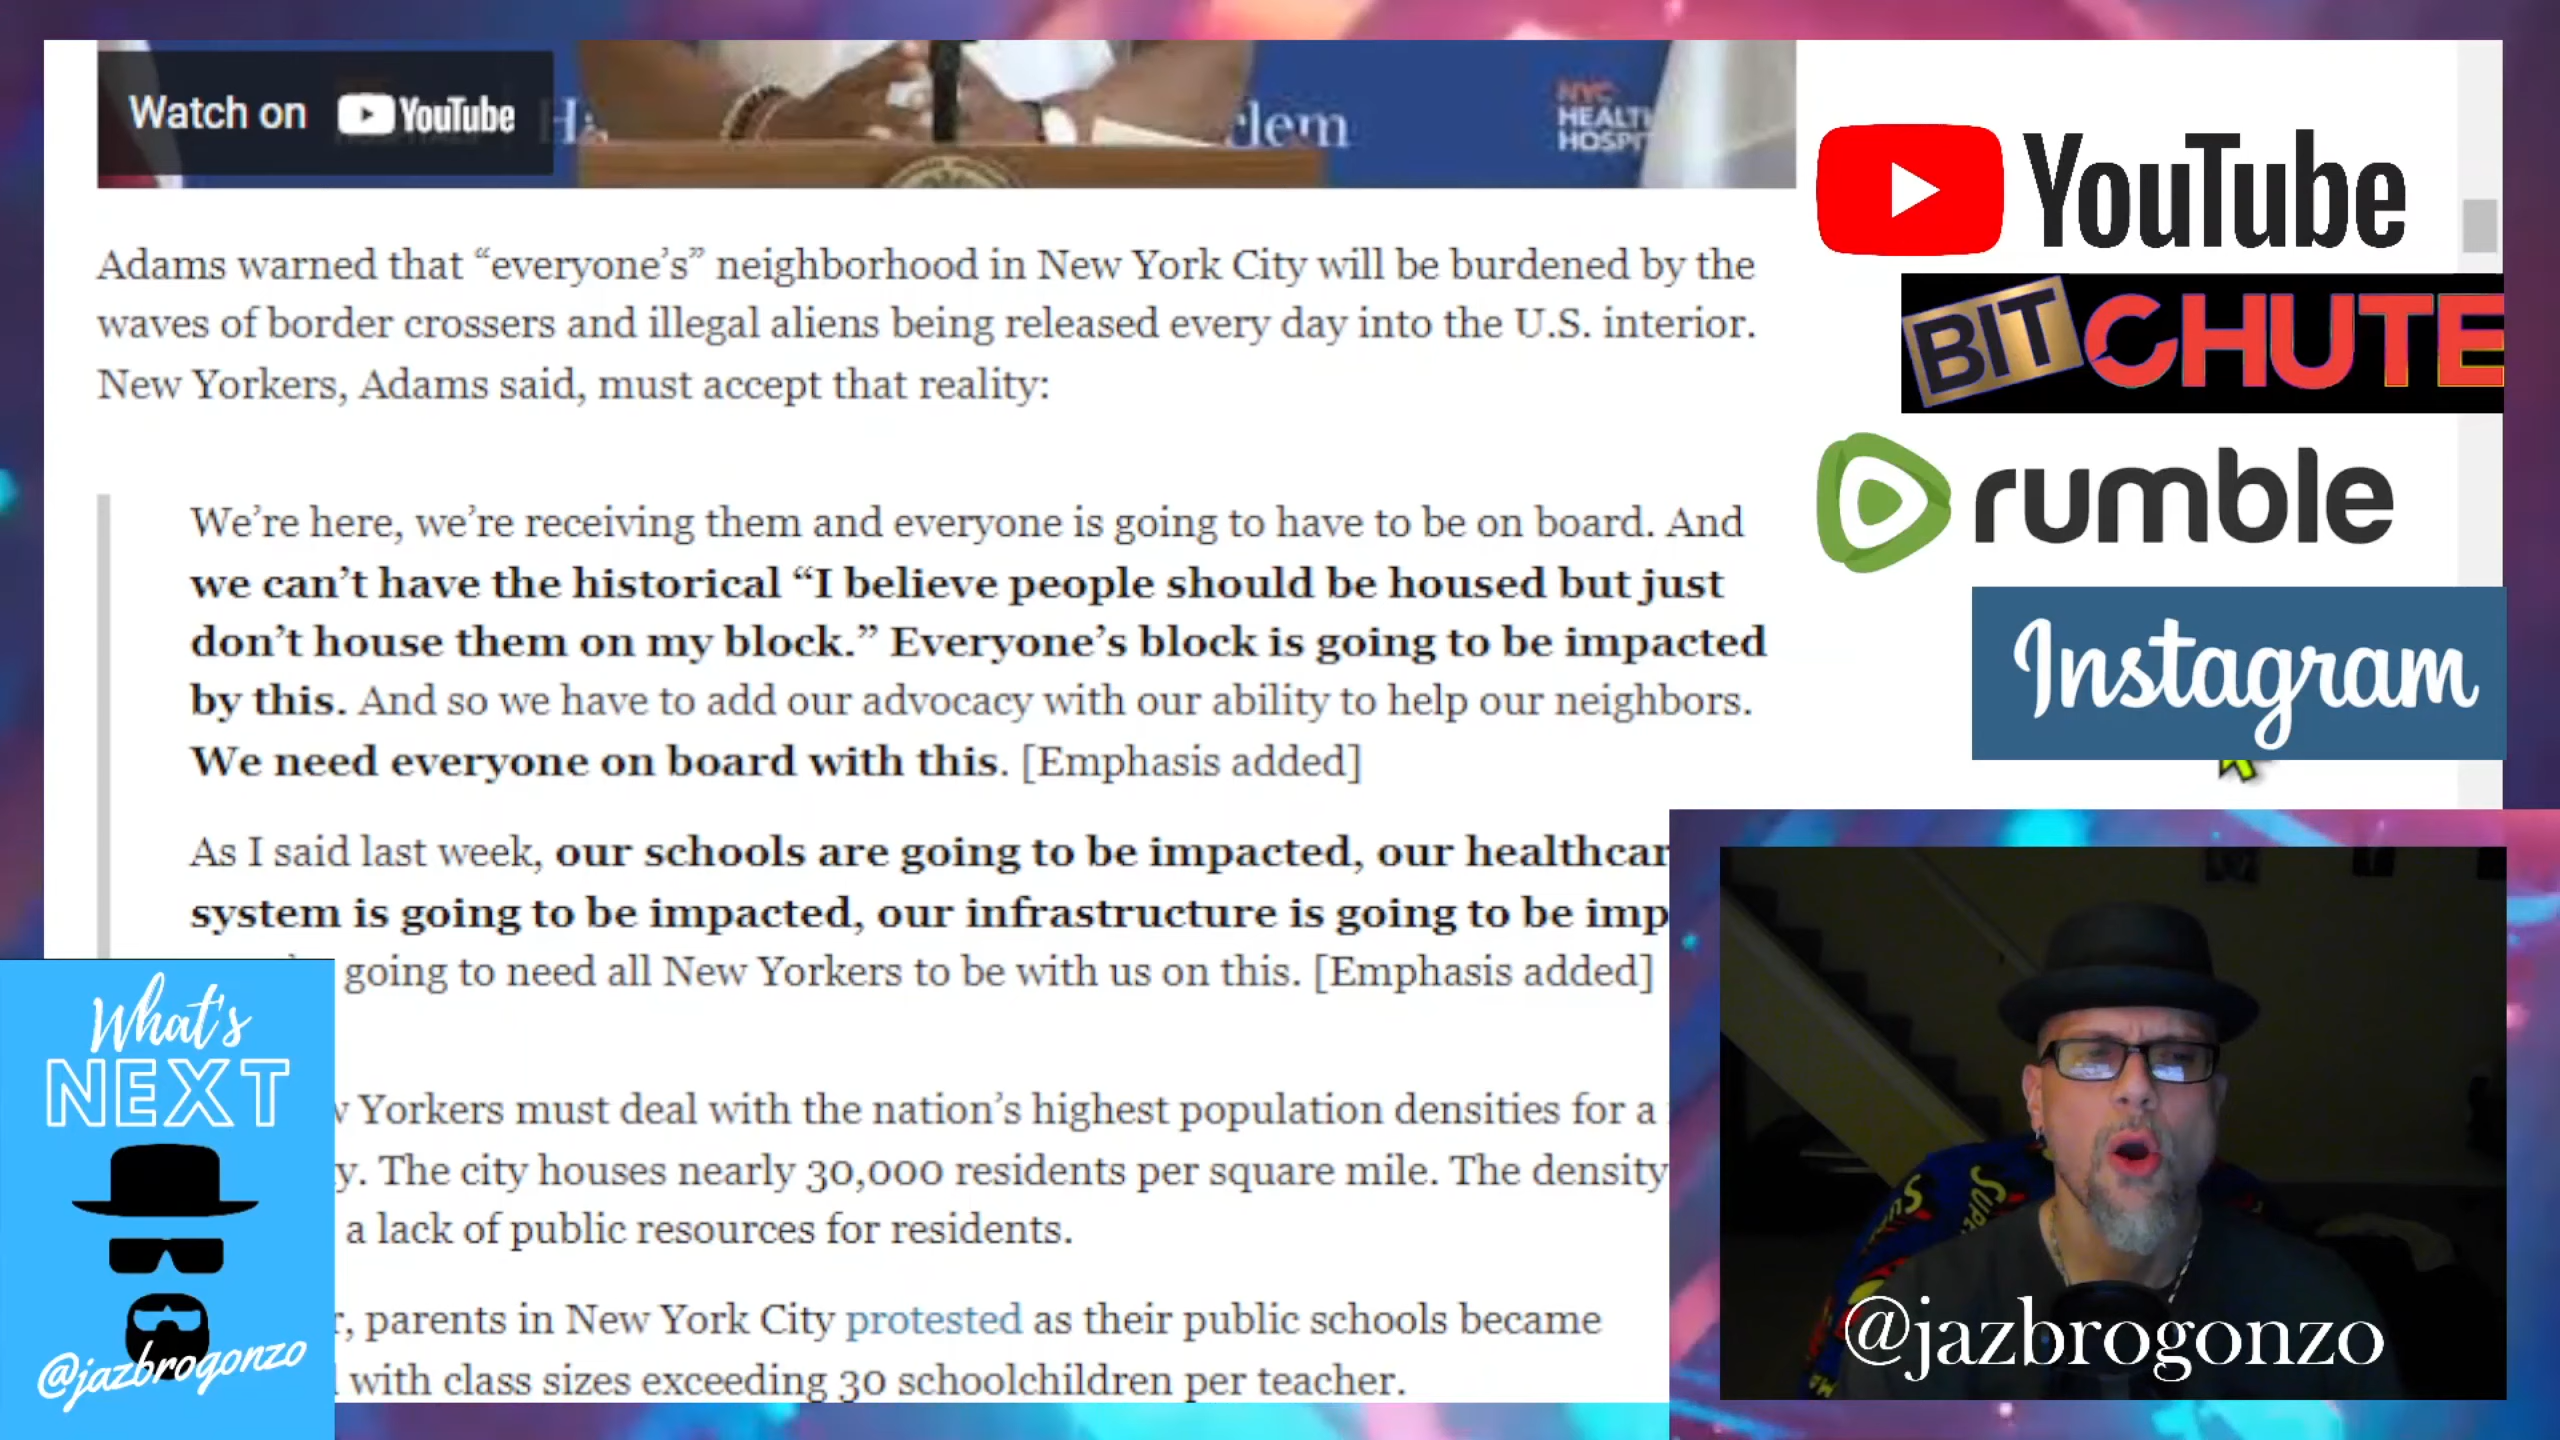 Watch on YouTube
NYC
HEALTH
HOSPI
Adams warned that “everyone’s” neighborhood in New York City will be burdened by the
waves of border crossers and illegal aliens being released every day into the U.S. interior.
New Yorkers, Adams said, must accept that reality:
We’re here, we’re receiving them and everyone is going to have to be on board. And
we can’t have the historical “I believe people should be housed but just
don’t house them on my block.” Everyone’s block is going to be impacted
by this. And so we have to add our advocacy with our ability to help our neighbors.
We need everyone on board with this. [Emphasis added]
As I said last week, our schools are going to be impacted, our healthcar
system is going to be impacted, our infrastructure is going to be imp
going to need all New Yorkers to be with us on this. [Emphasis added]
Yorkers must deal with the nation’s highest population densities for a
y. The city houses nearly 30,000 residents per square mile. The density
a lack of public resources for residents.
r, parents in New York City protested as their public schools became
with class sizes exceeding 30 schoolchildren per teacher.
YouTube
BITCHUTE
rumble
Instagram
What's
NEXT
@jazbrogonzo
@jazbrogonzo